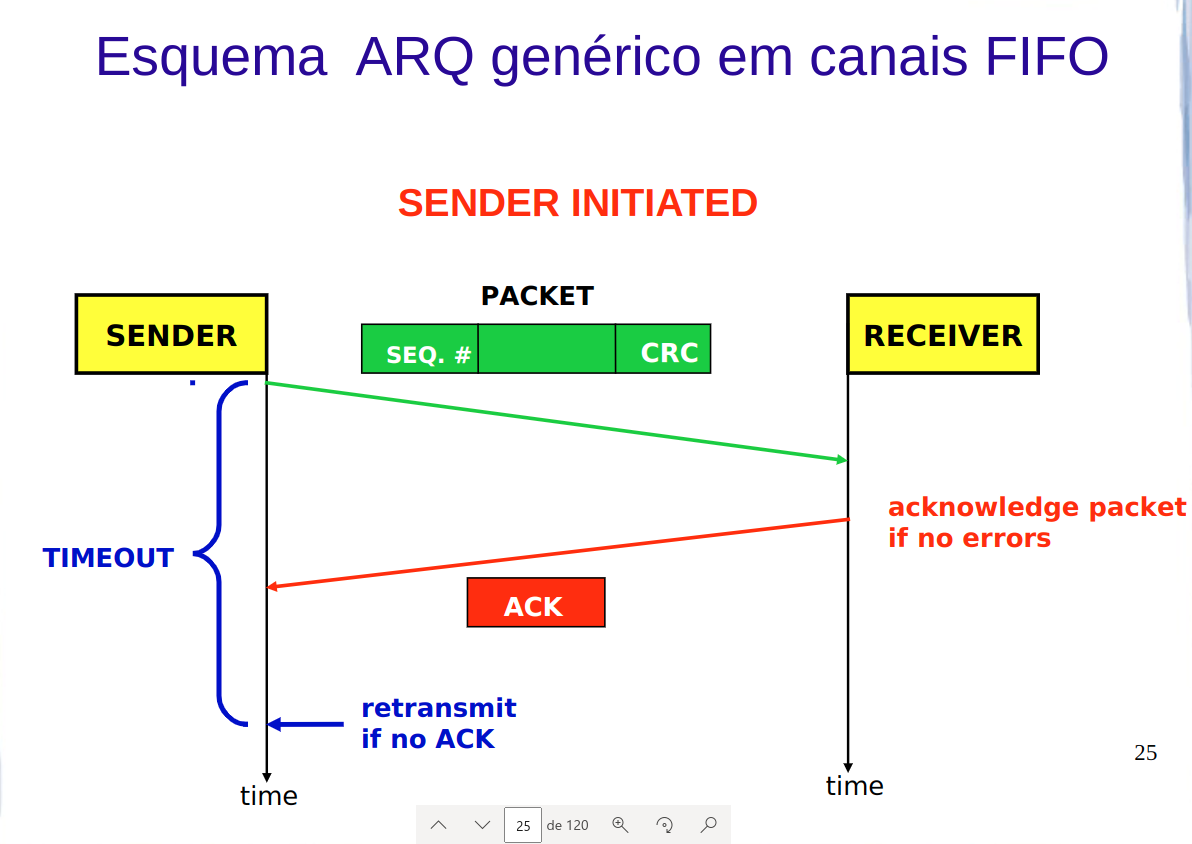 Esquema ARQ genérico em canais FIFO
SENDER INITIATED
PACKET
SENDER
SEQ. #
CRC
RECEIVER
acknowledge packet
if no errors
TIMEOUT
ACK
retransmit
if no ACK
25
time
time
25 de 120